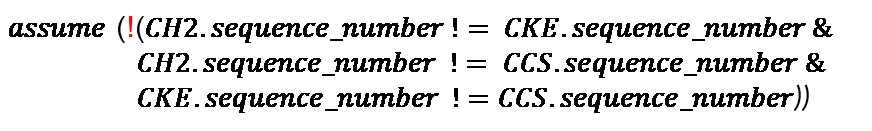 assume (!(CH2.sequence_number != CKE.sequence_number &
CH2.sequence_number != CCS.sequence_number &
CKE.sequence_number != CCS.sequence_number))